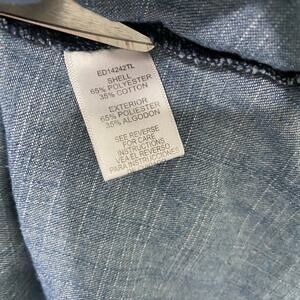 ED14242TL
SHELL
65% POLYESTER
35% COTTON
EXTERIOR
65% POLIESTER
35% ALGODON
SEE REVERSE
FOR CARE
INSTRUCTIONS
VEA EL REVERSO
PARA INSTRUCCIONES